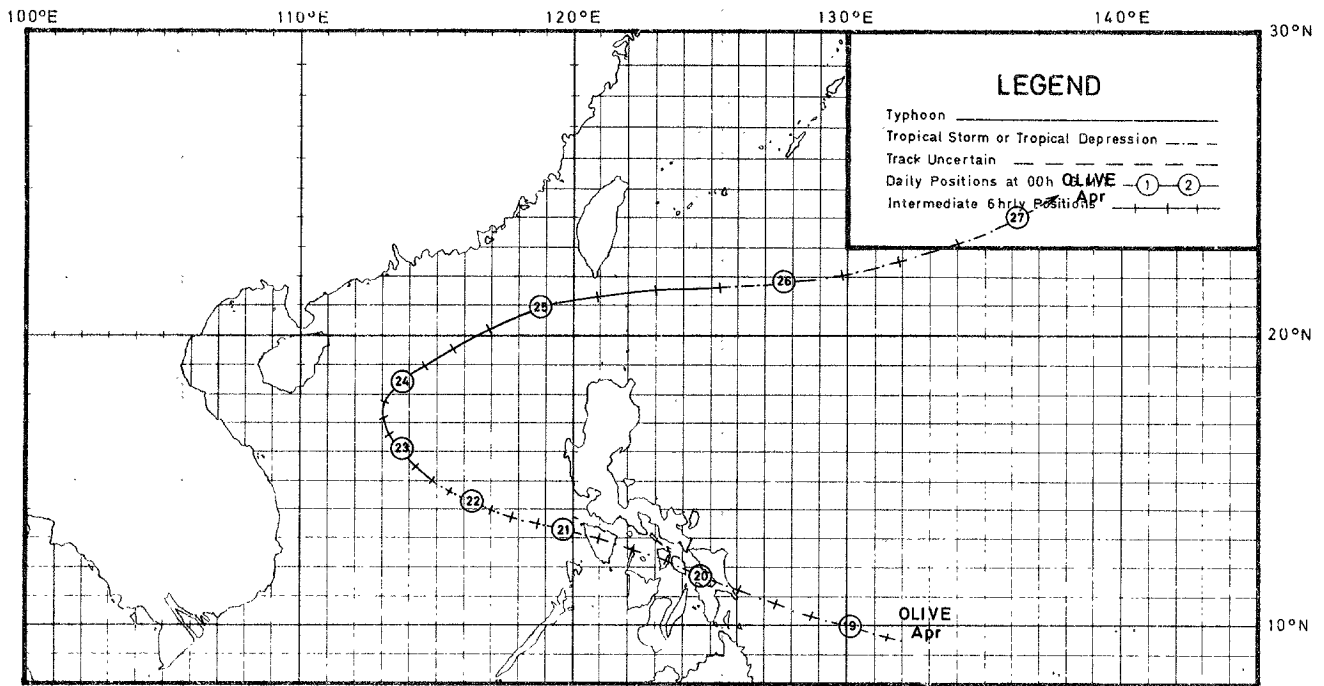 100°E 110°E 120°E 130°E 140°E
30°N
LEGEND
Typhoon
Tropical Storm or Tropical Depression
Track Uncertain
Daily Positions at 00h
OLIVE
1 2
Intermediate 6hrly Positions
Apr
27
26
25
20°N
24
23
22
21
20
OLIVE
19
Apr
10°N